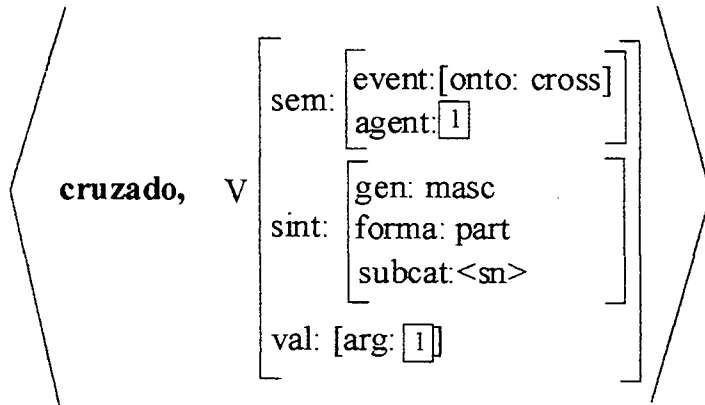 event:[onto: cross]
sem:
agent: 1
cruzado, V
gen: masc
sint: forma: part
subcat:<sn>
val: [arg: 1]